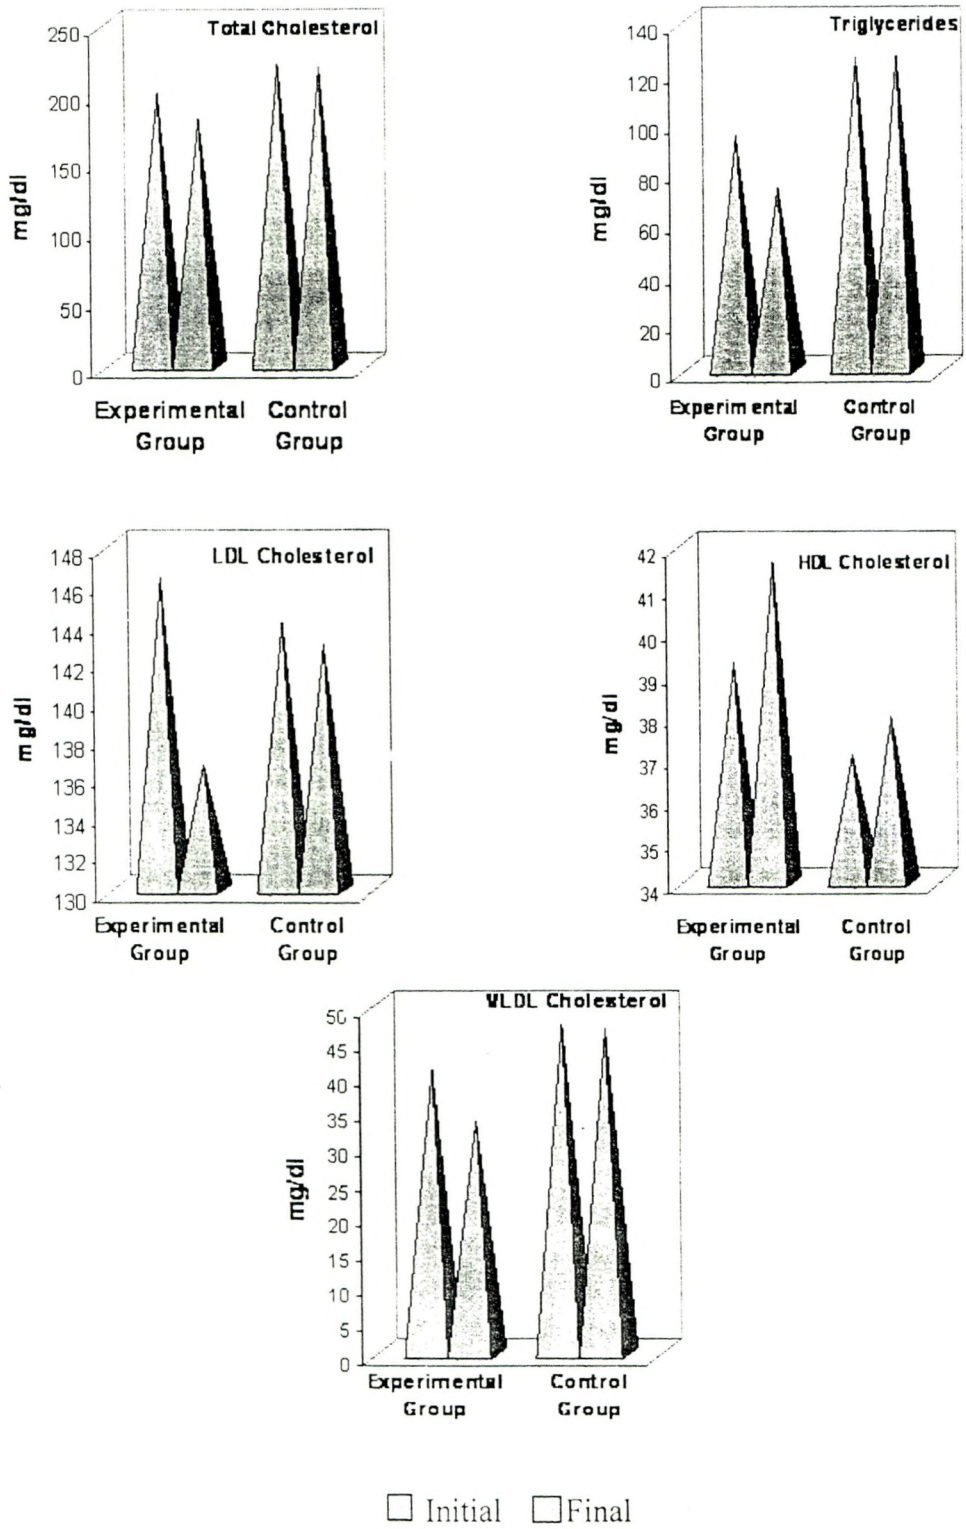 Total Cholesterol
250
200
150
100
50
0
mg/dl
Experimental Group
Control Group
Triglycerides
140
120
100
80
60
40
20
0
mg/dl
Experimental Group
Control Group
LDL Cholesterol
148
146
144
142
140
138
136
134
132
130
mg/dl
Experimental Group
Control Group
HDL Cholesterol
42
41
40
39
38
37
36
35
34
mg/dl
Experimental Group
Control Group
VLDL Cholesterol
50
45
40
35
30
25
20
15
10
5
0
mg/dl
Experimental Group
Control Group
Initial Final